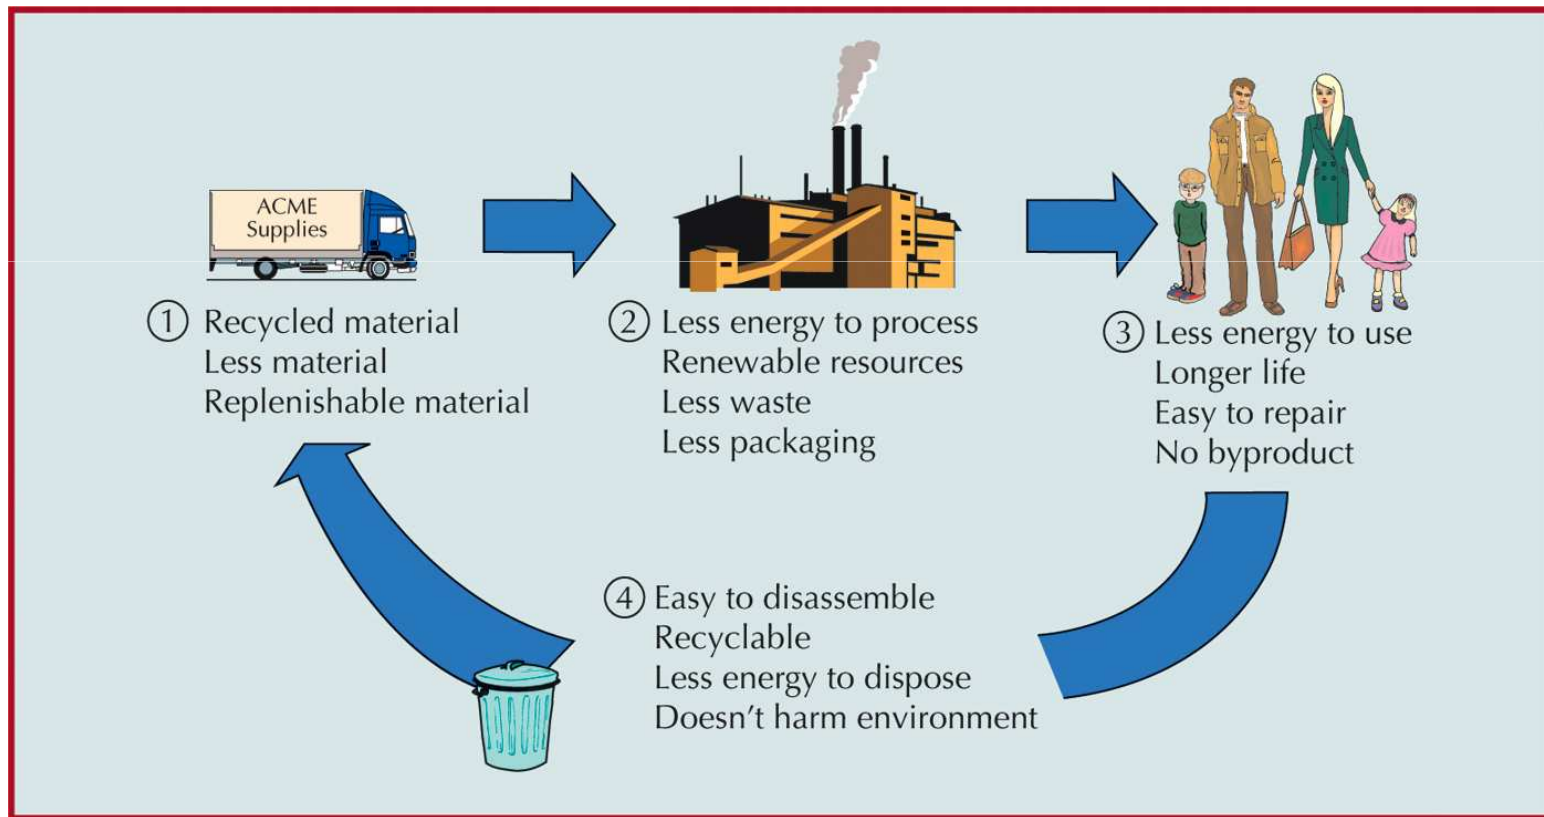 ACME
Supplies
1 Recycled material
Less material
Replenishable material
2 Less energy to process
Renewable resources
Less waste
Less packaging
3 Less energy to use
Longer life
Easy to repair
No byproduct
4 Easy to disassemble
Recyclable
Less energy to dispose
Doesn’t harm environment